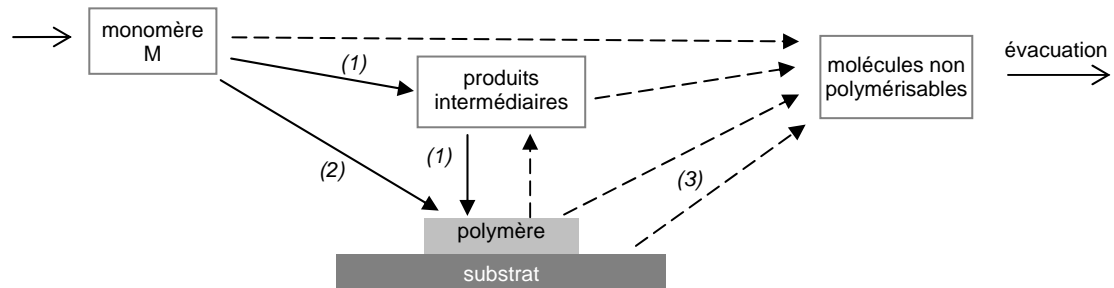 monomère
M
(1)
produits
intermédiaires
molécules non
polymérisables
évacuation
(2)
(1)
(3)
polymère
substrat